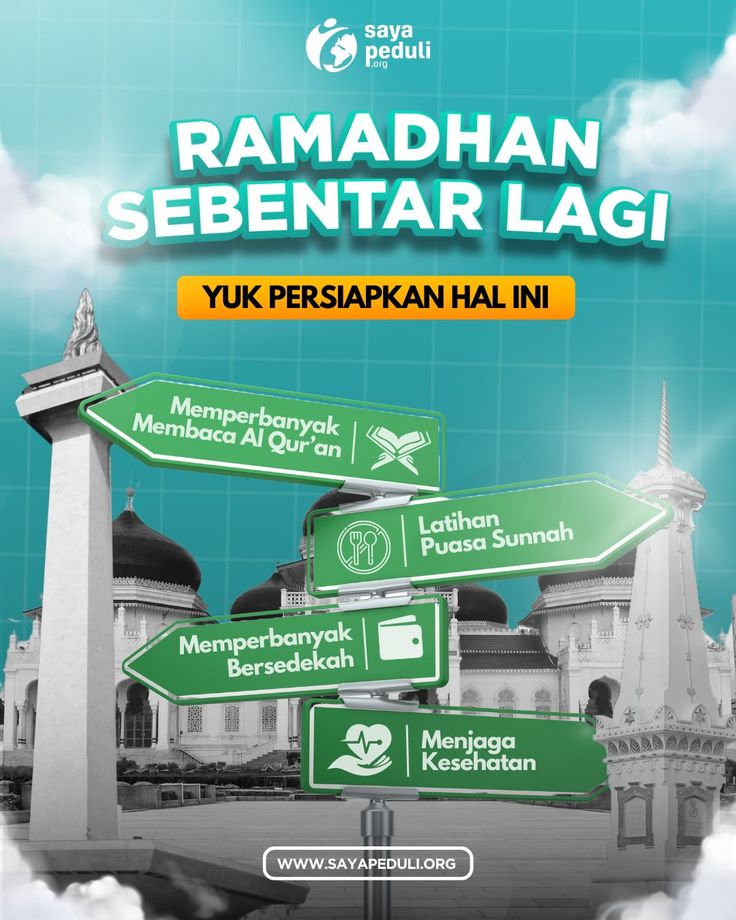 saya
peduli
.org
RAMADHAN
SEBENTAR LAGI
YUK PERSIAPKAN HAL INI
Memperbanyak
Membaca Al Qur'an
Latihan
Puasa Sunnah
Memperbanyak
Bersedekah
Menjaga
Kesehatan
WWW.SAYAPEDULI.ORG